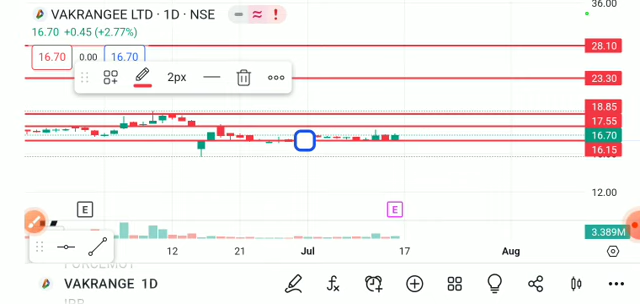 VAKRANGEE LTD · 1D · NSE
16.70 +0.45 (+2.77%)
16.70 0.00 16.70
2px
36.00
28.10
23.30
18.85
17.55
16.70
16.15
12.00
3.389M
E E
12 21 Jul 17 Aug
VAKRANGE 1D